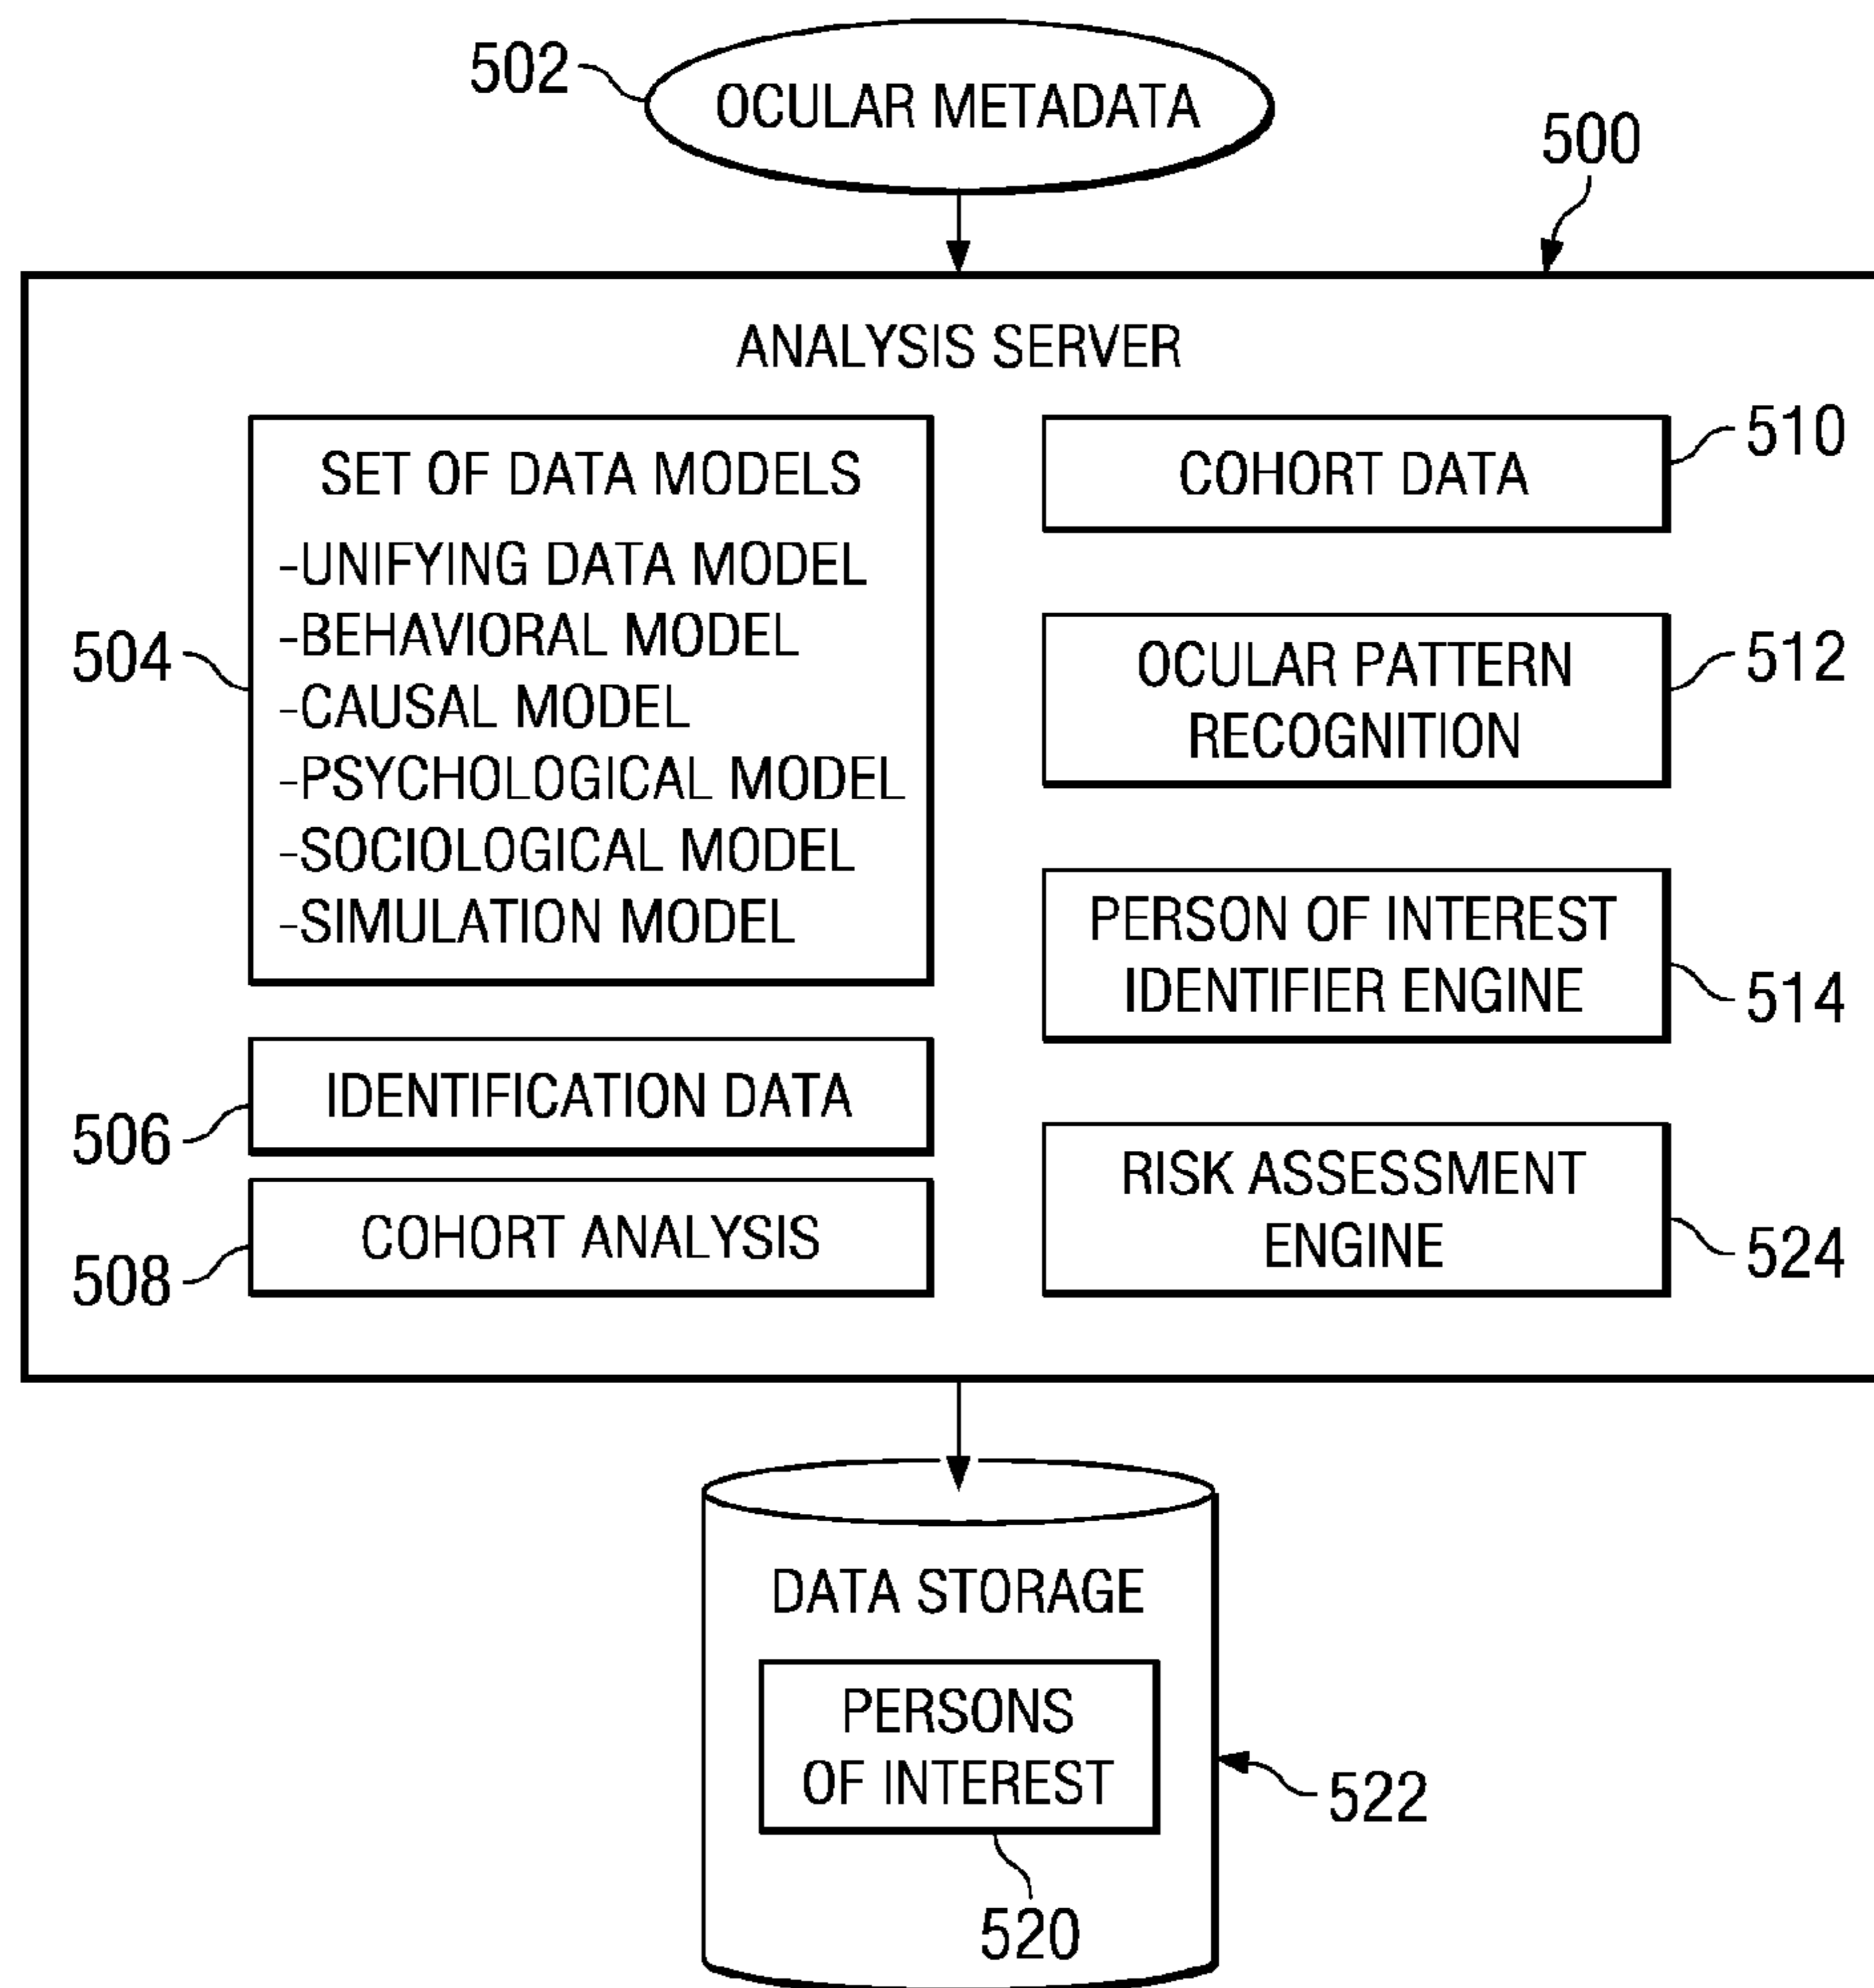 502
OCULAR METADATA
500
ANALYSIS SERVER
SET OF DATA MODELS
-UNIFYING DATA MODEL
-BEHAVIORAL MODEL
-CAUSAL MODEL
-PSYCHOLOGICAL MODEL
-SOCIOLOGICAL MODEL
-SIMULATION MODEL
504
IDENTIFICATION DATA
506
COHORT ANALYSIS
508
COHORT DATA
510
OCULAR PATTERN
RECOGNITION
512
PERSON OF INTEREST
IDENTIFIER ENGINE
514
RISK ASSESSMENT
ENGINE
524
DATA STORAGE
PERSONS
OF INTEREST
522
520